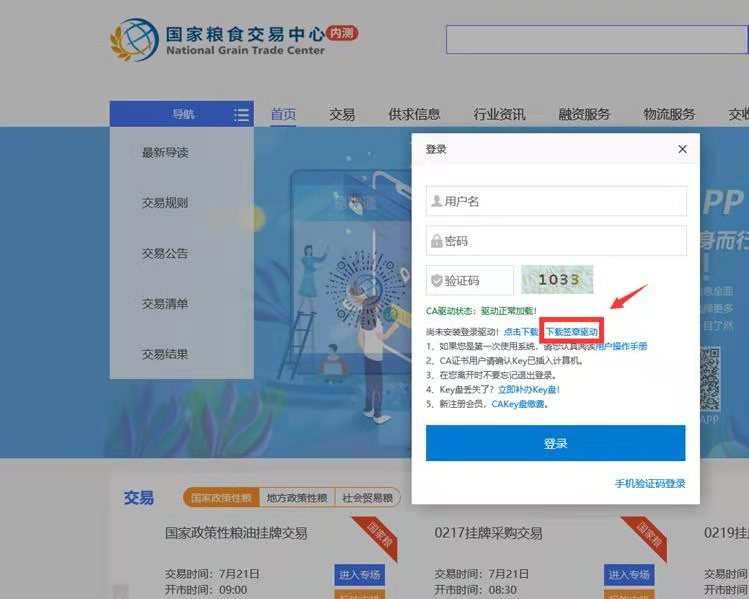 国家粮食交易中心 内测
National Grain Trade Center
导航
首页 交易 供求信息 行业资讯 融资服务 物流服务 交收
最新导读
交易规则
交易公告
交易清单
交易结果
登录
用户名
密码
验证码 1033
CA驱动状态：驱动正常加载！
尚未安装登录驱动！点击下载 下载签章驱动
1、如果您是第一次使用系统，请您认真阅读用户操作手册
2、CA证书用户请确认Key已插入计算机。
3、在您离开时不要忘记退出登录。
4、Key盘丢失了？立即补办Key盘！
5、新注册会员，CAKey盘缴费。
登录
手机验证码登录
PP
身而行
！
息全面
择更多
目了然
APP
交易 国家政策性粮 地方政策性粮 社会贸易粮
国家政策性粮油挂牌交易 国家粮
交易时间：7月21日 进入专场
开市时间：09:00
0217挂牌采购交易 国家粮
交易时间：7月21日 进入专场
开市时间：08:30
0219挂
交易时间
开市时间